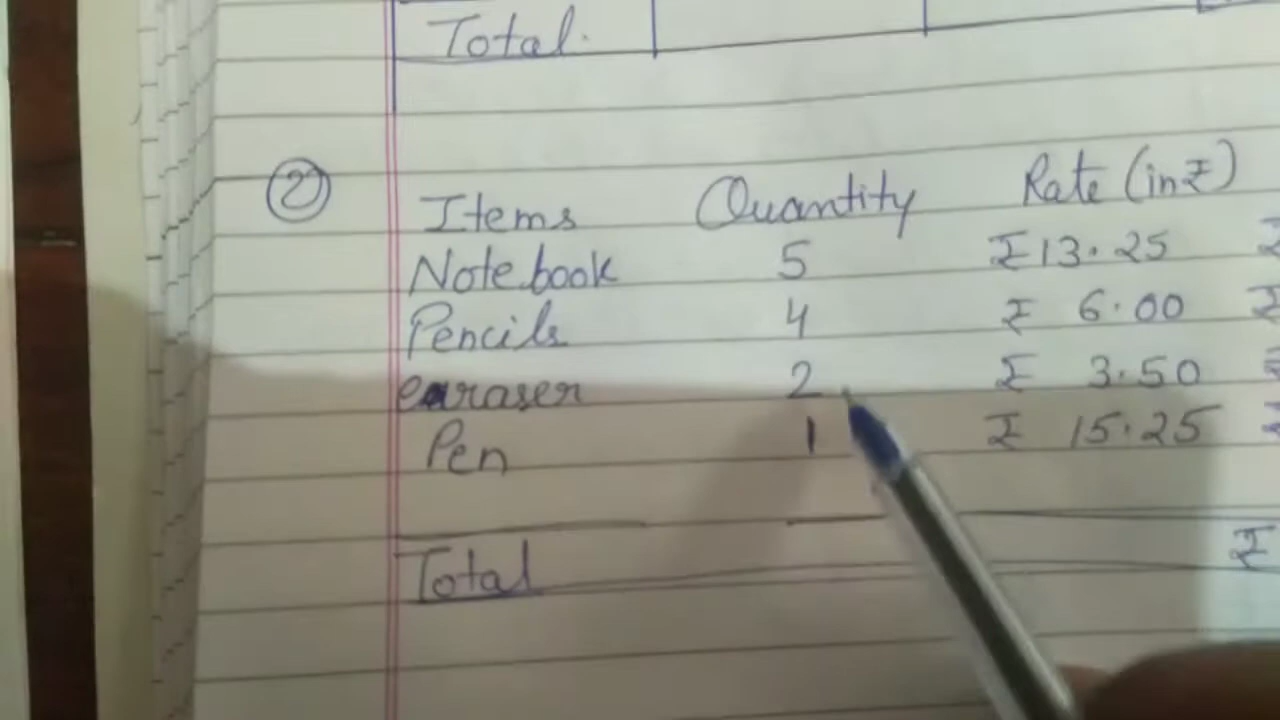 Total.
② Items Quantity Rate (in ₹)
Notebook 5 ₹ 13.25 ₹
Pencils 4 ₹ 6.00 ₹
eraser 2 ₹ 3.50 ₹
Pen 1 ₹ 15.25 ₹
Total ₹